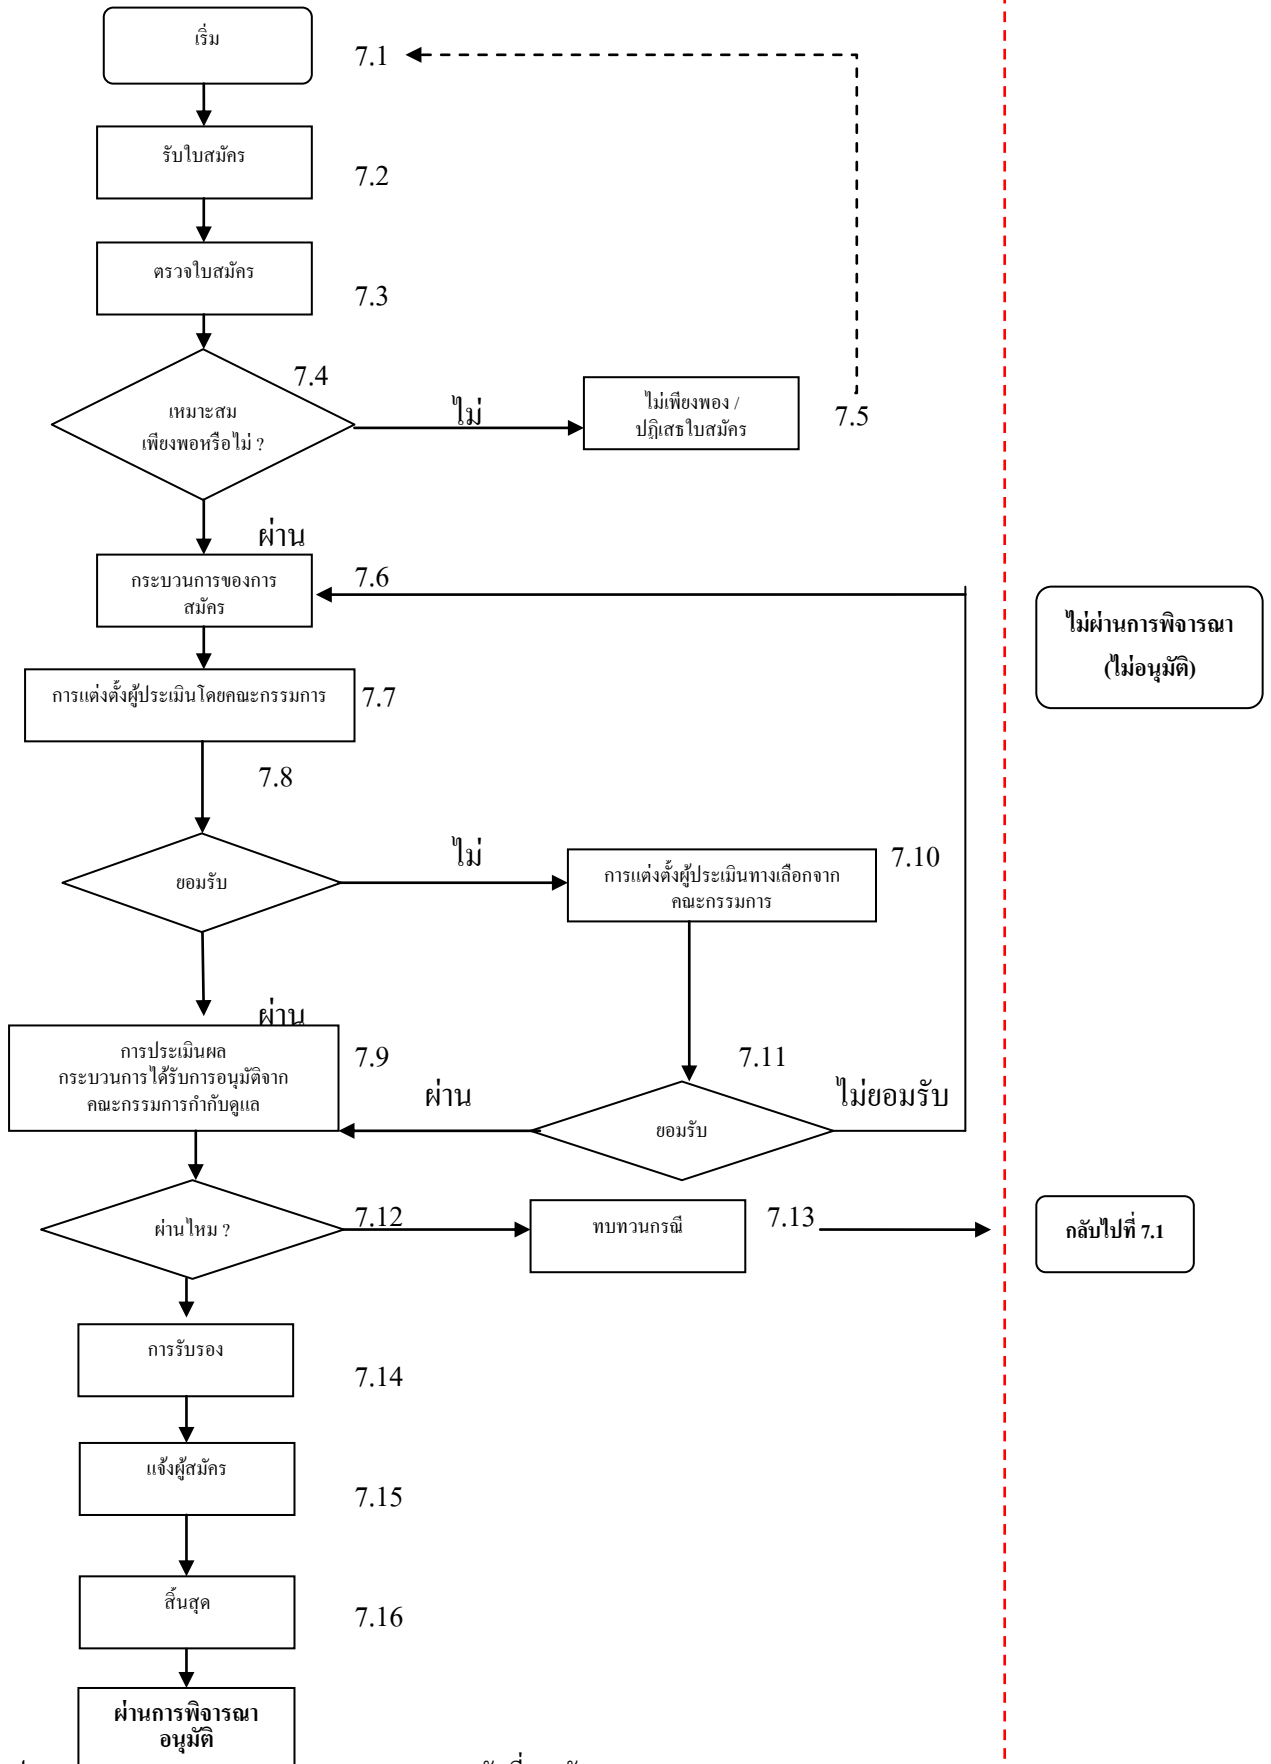 เริ่ม
7.1
รับใบสมัคร
7.2
ตรวจใบสมัคร
7.3
7.4
เหมาะสม
เพียงพอหรือไม่ ?
ไม่
ไม่เพียงพอง /
ปฏิเสธใบสมัคร
7.5
ผ่าน
กระบวนการของการ
สมัคร
7.6
ไม่ผ่านการพิจารณา
(ไม่อนุมัติ)
การแต่งตั้งผู้ประเมินโดยคณะกรรมการ
7.7
7.8
ยอมรับ
ไม่
การแต่งตั้งผู้ประเมินทางเลือกจาก
คณะกรรมการ
7.10
ผ่าน
การประเมินผล
กระบวนการได้รับการอนุมัติจาก
คณะกรรมการกำกับดูแล
7.9
ผ่าน
7.11
ยอมรับ
ไม่ยอมรับ
ผ่านไหม ?
7.12
ทบทวนกรณี
7.13
กลับไปที่ 7.1
การรับรอง
7.14
แจ้งผู้สมัคร
7.15
สิ้นสุด
7.16
ผ่านการพิจารณา
อนุมัติ